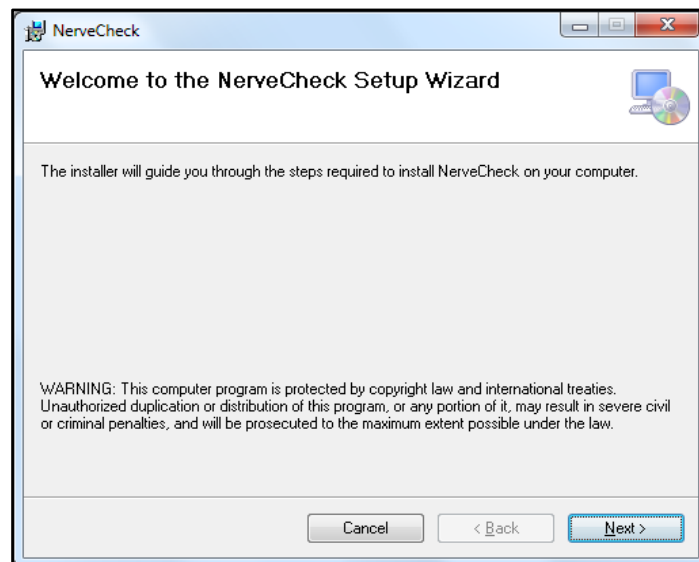 NerveCheck
Welcome to the NerveCheck Setup Wizard
The installer will guide you through the steps required to install NerveCheck on your computer.
WARNING: This computer program is protected by copyright law and international treaties.
Unauthorized duplication or distribution of this program, or any portion of it, may result in severe civil
or criminal penalties, and will be prosecuted to the maximum extent possible under the law.
Cancel
< Back
Next >